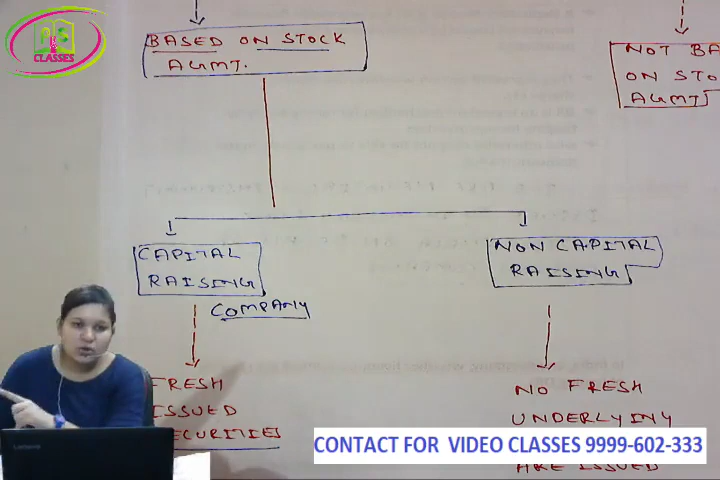 CLASSES
BASED ON STOCK
AGMT.
NOT BA
ON STO
AGMT
CAPITAL
RAISING
COMPANY
NON CAPITAL
RAISING
FRESH
ISSUED
SECURITIES
NO FRESH
UNDERLYING
ARE ISSUED
CONTACT FOR VIDEO CLASSES 9999-602-333
Lenovo